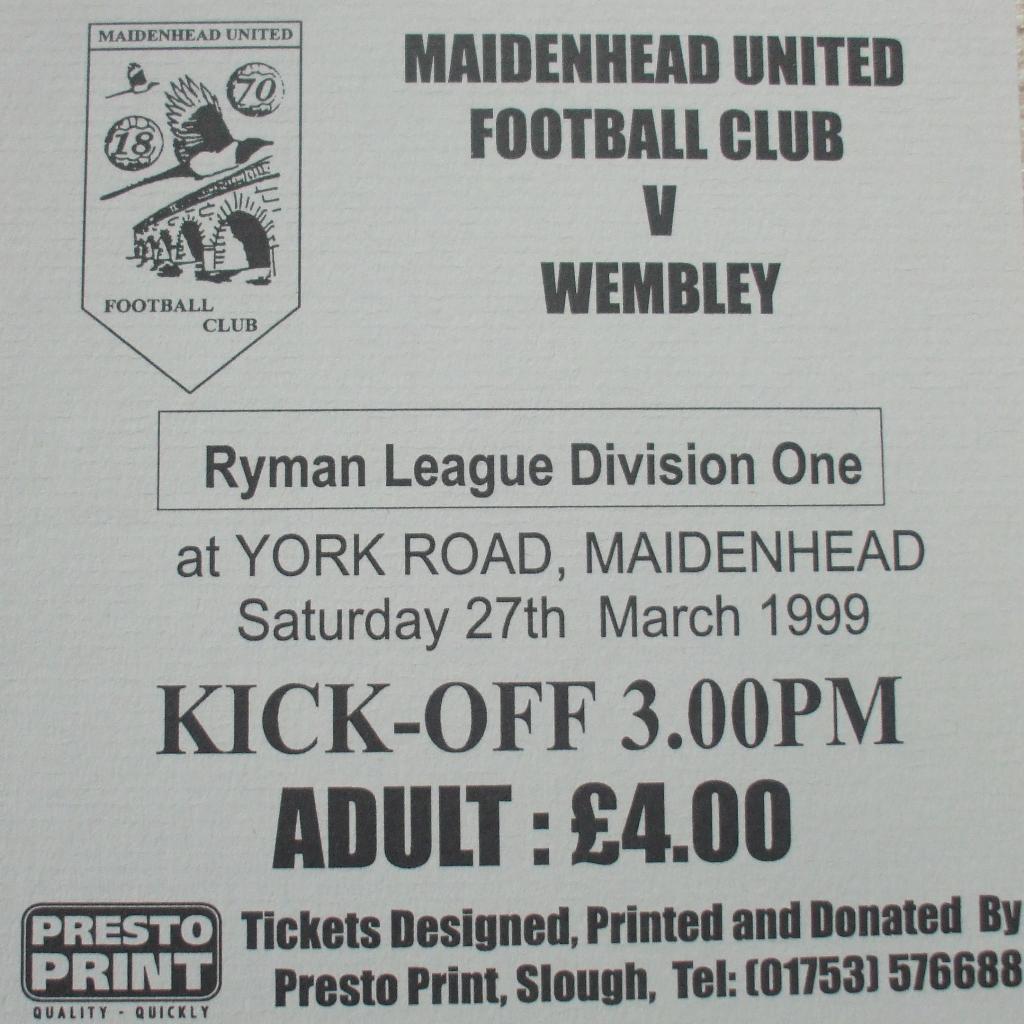 MAIDENHEAD UNITED
18
70
FOOTBALL
CLUB
MAIDENHEAD UNITED
FOOTBALL CLUB
V
WEMBLEY
Ryman League Division One
at YORK ROAD, MAIDENHEAD
Saturday 27th March 1999
KICK-OFF 3.00PM
ADULT : £4.00
PRESTO
PRINT
QUALITY - QUICKLY
Tickets Designed, Printed and Donated By
Presto Print, Slough, Tel: (01753) 576688